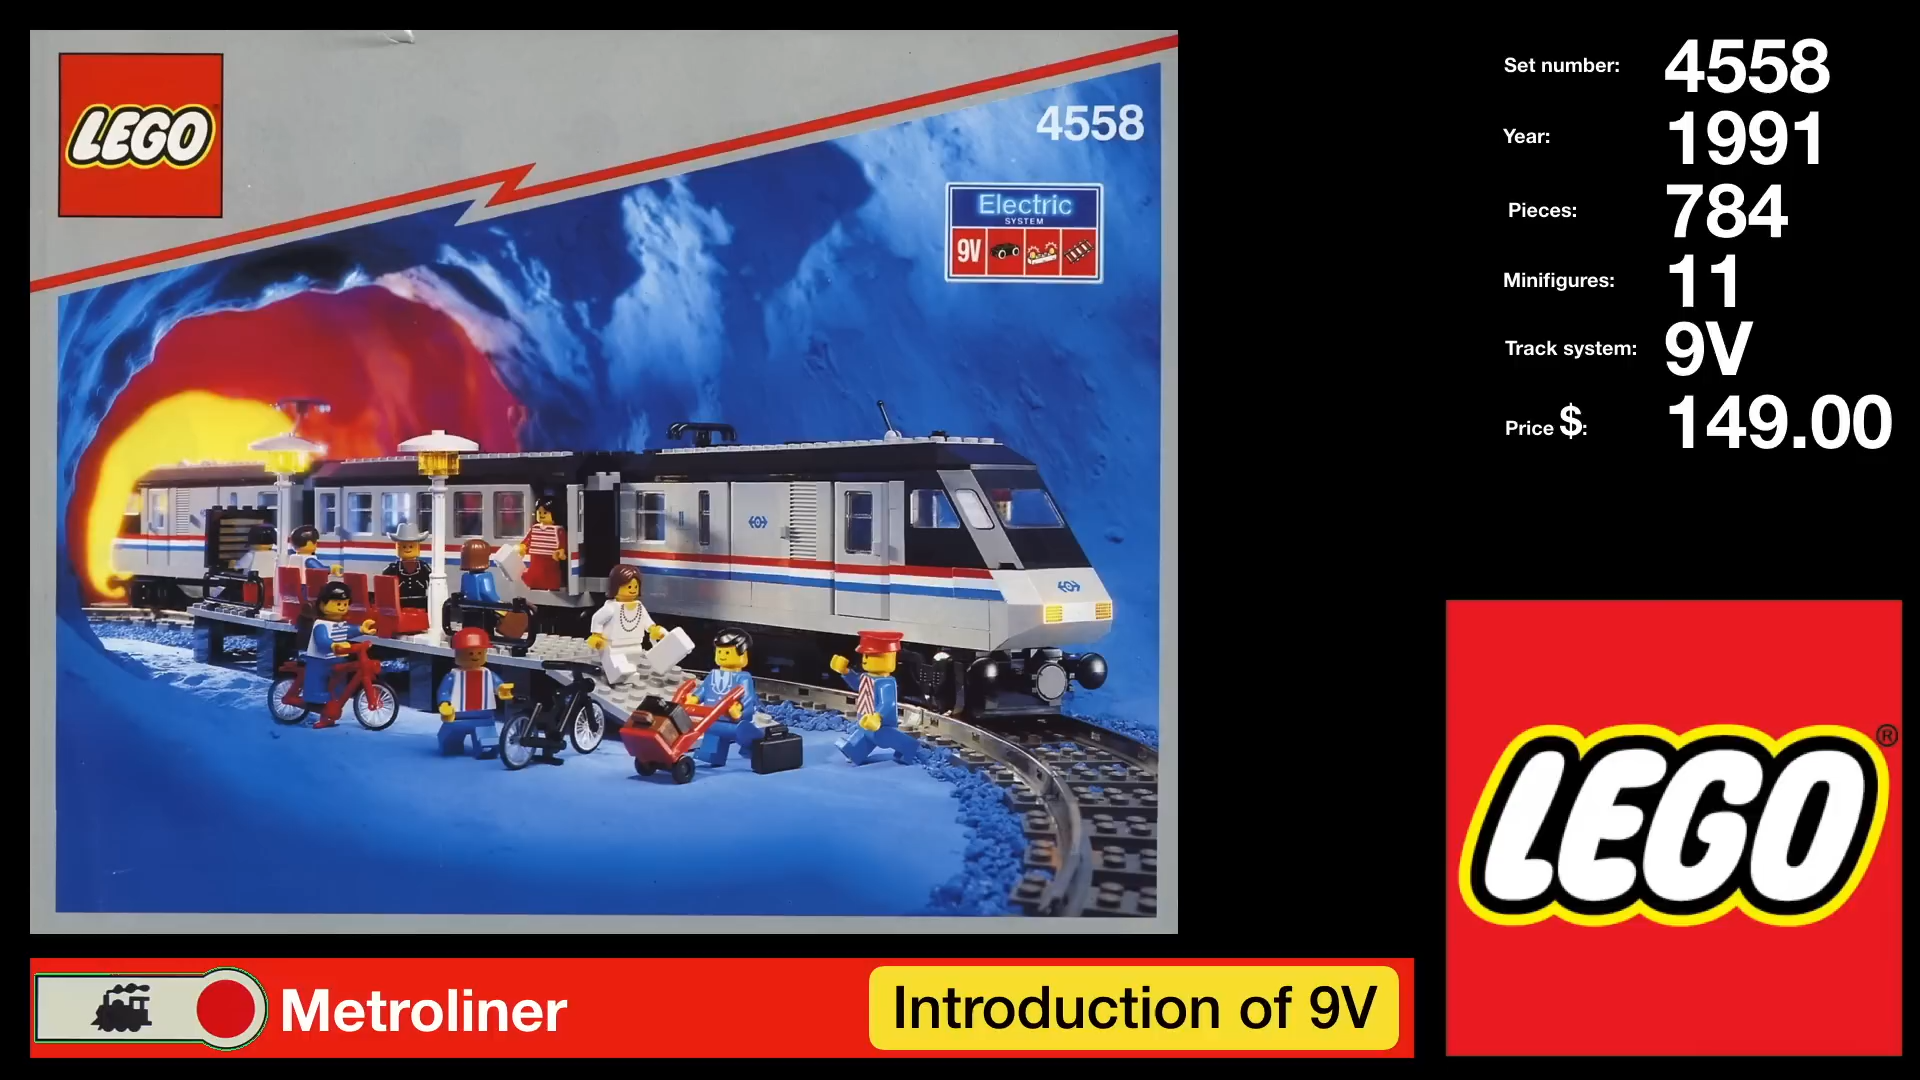 LEGO
4558
Electric
SYSTEM
9V
Set number: 4558
Year: 1991
Pieces: 784
Minifigures: 11
Track system: 9V
Price $: 149.00
LEGO®
Metroliner
Introduction of 9V